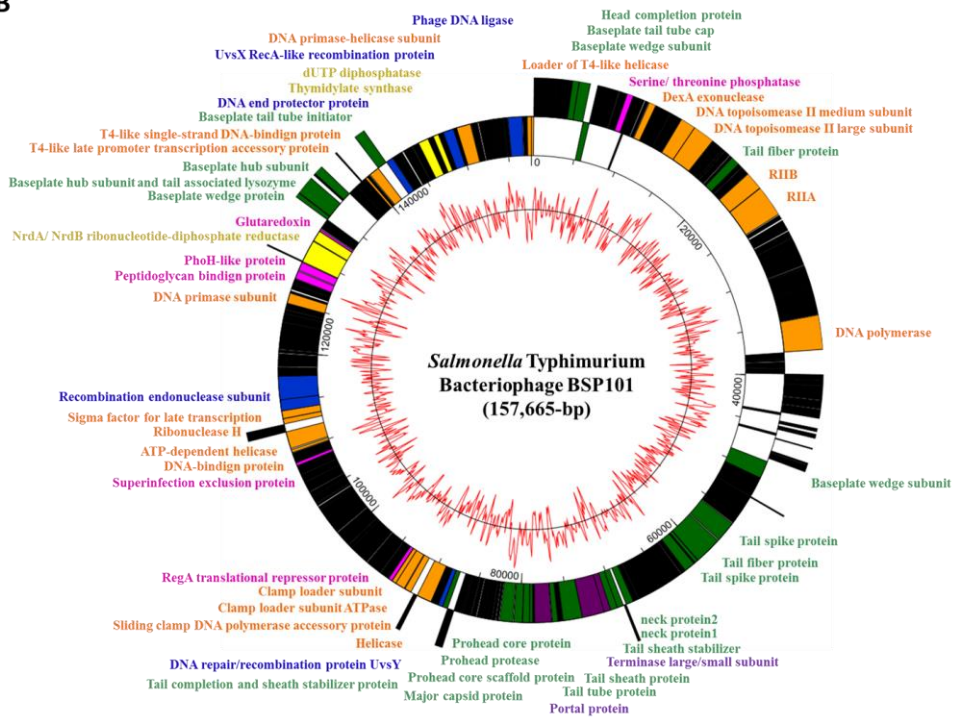 B
Phage DNA ligase
DNA primase-helicase subunit
UvsX RecA-like recombination protein
dUTP diphosphatase
Thymidylate synthase
DNA end protector protein
Baseplate tail tube initiator
T4-like single-strand DNA-bindign protein
T4-like late promoter transcription accessory protein
Baseplate hub subunit
Baseplate hub subunit and tail associated lysozyme
Baseplate wedge protein
Glutaredoxin
NrdA/ NrdB ribonucleotide-diphosphate reductase
PhoH-like protein
Peptidoglycan bindign protein
DNA primase subunit
Recombination endonuclease subunit
Sigma factor for late transcription
Ribonuclease H
ATP-dependent helicase
DNA-bindign protein
Superinfection exclusion protein
RegA translational repressor protein
Clamp loader subunit
Clamp loader subunit ATPase
Sliding clamp DNA polymerase accessory protein
Helicase
DNA repair/recombination protein UvsY
Tail completion and sheath stabilizer protein
Head completion protein
Baseplate tail tube cap
Baseplate wedge subunit
Loader of T4-like helicase
Serine/ threonine phosphatase
DexA exonuclease
DNA topoisomease II medium subunit
DNA topoisomease II large subunit
Tail fiber protein
RIIB
RIIA
DNA polymerase
Baseplate wedge subunit
Tail spike protein
Tail fiber protein
Tail spike protein
neck protein2
neck protein1
Tail sheath stabilizer
Terminase large/small subunit
Tail sheath protein
Tail tube protein
Portal protein
Prohead core protein
Prohead protease
Prohead core scaffold protein
Major capsid protein
0
20000
40000
60000
80000
100000
120000
140000
Salmonella Typhimurium
Bacteriophage BSP101
(157,665-bp)